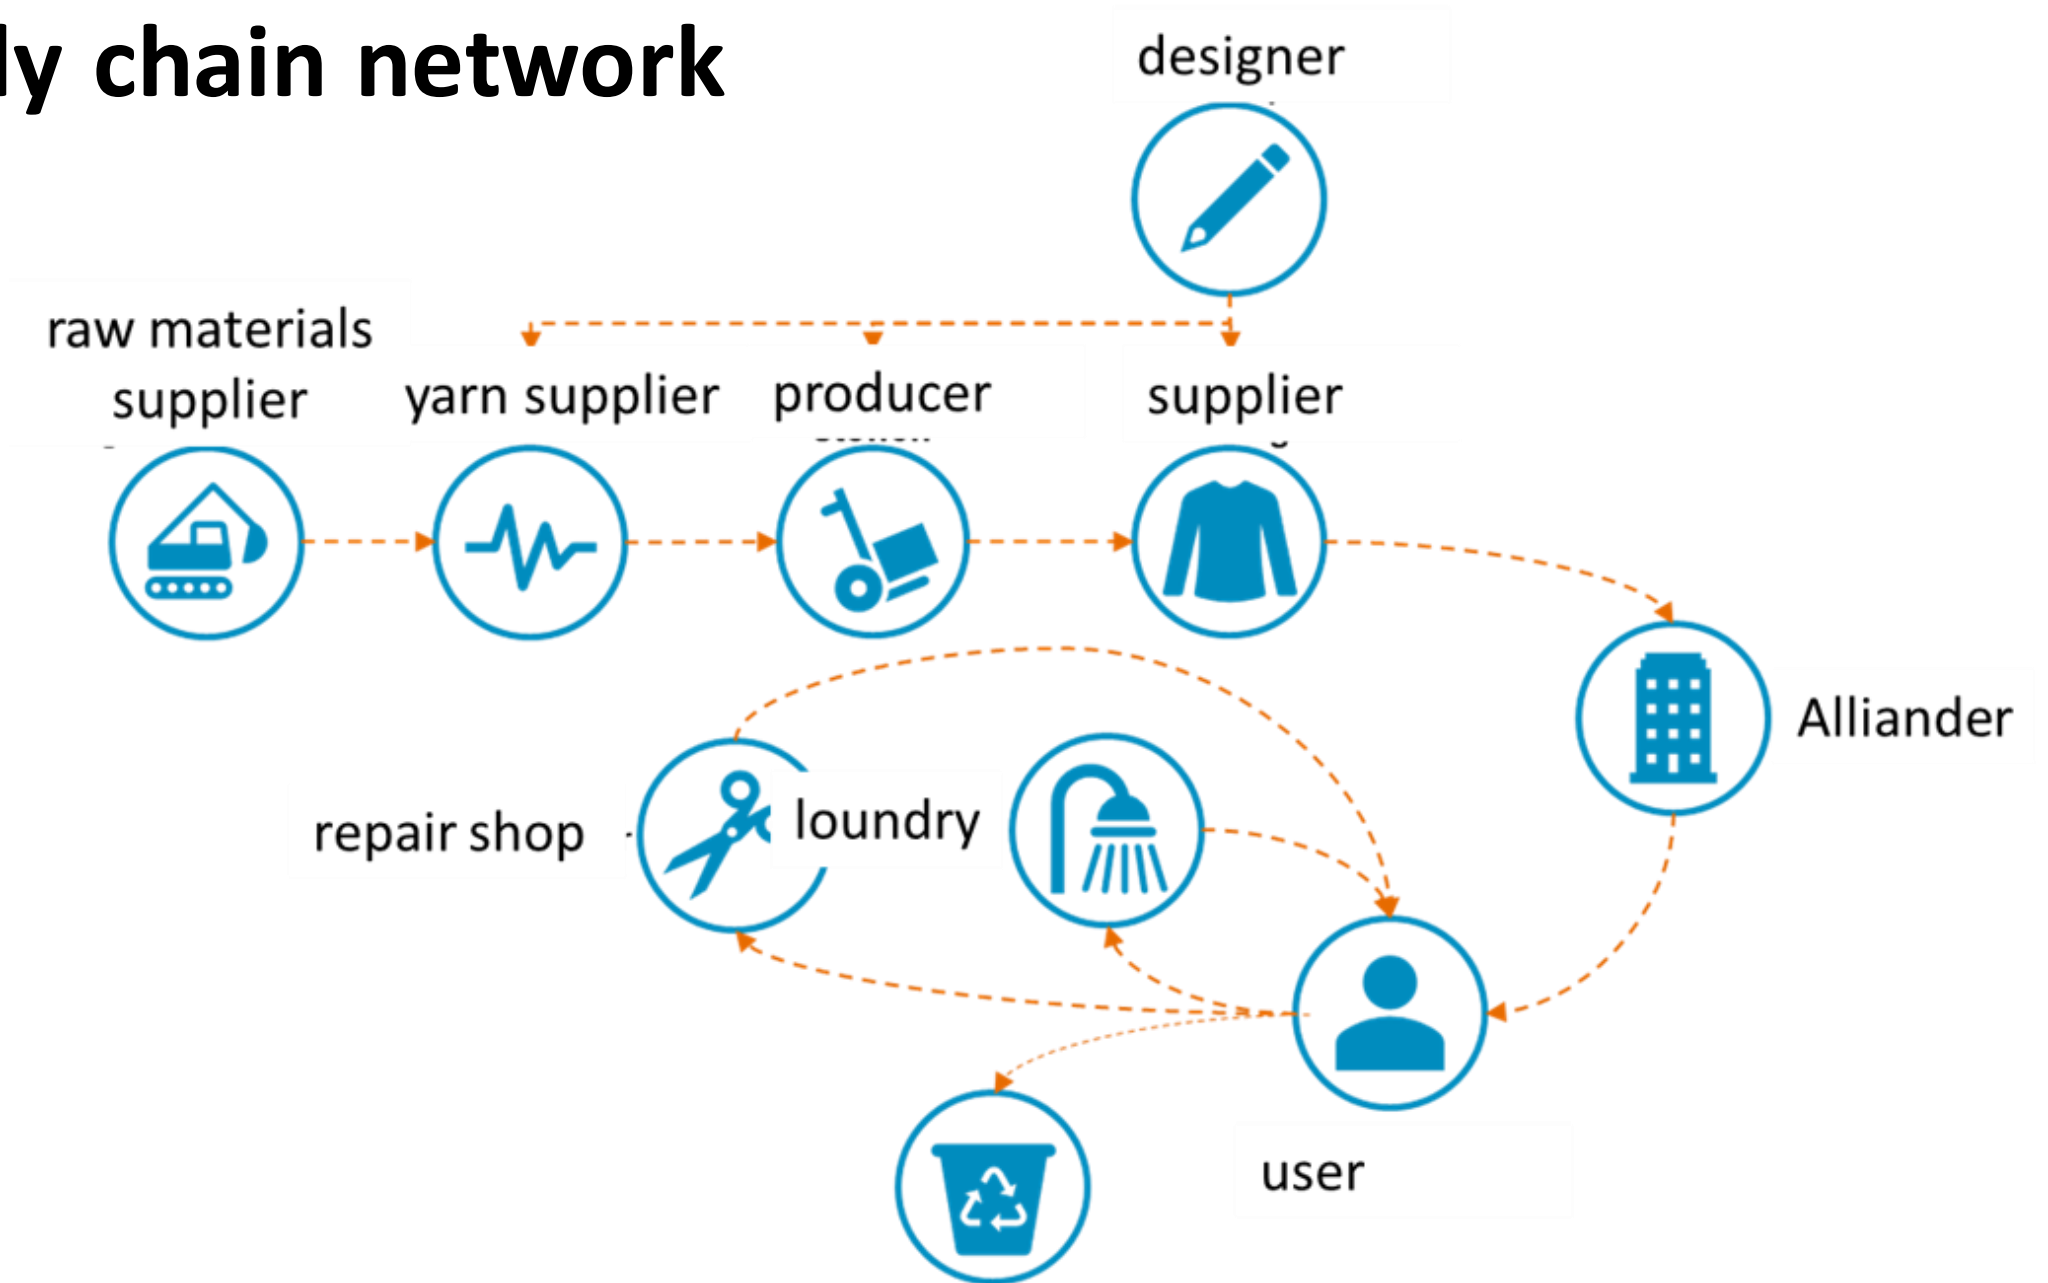 ly chain network
designer
raw materials
supplier
yarn supplier
producer
supplier
Alliander
repair shop
loundry
user